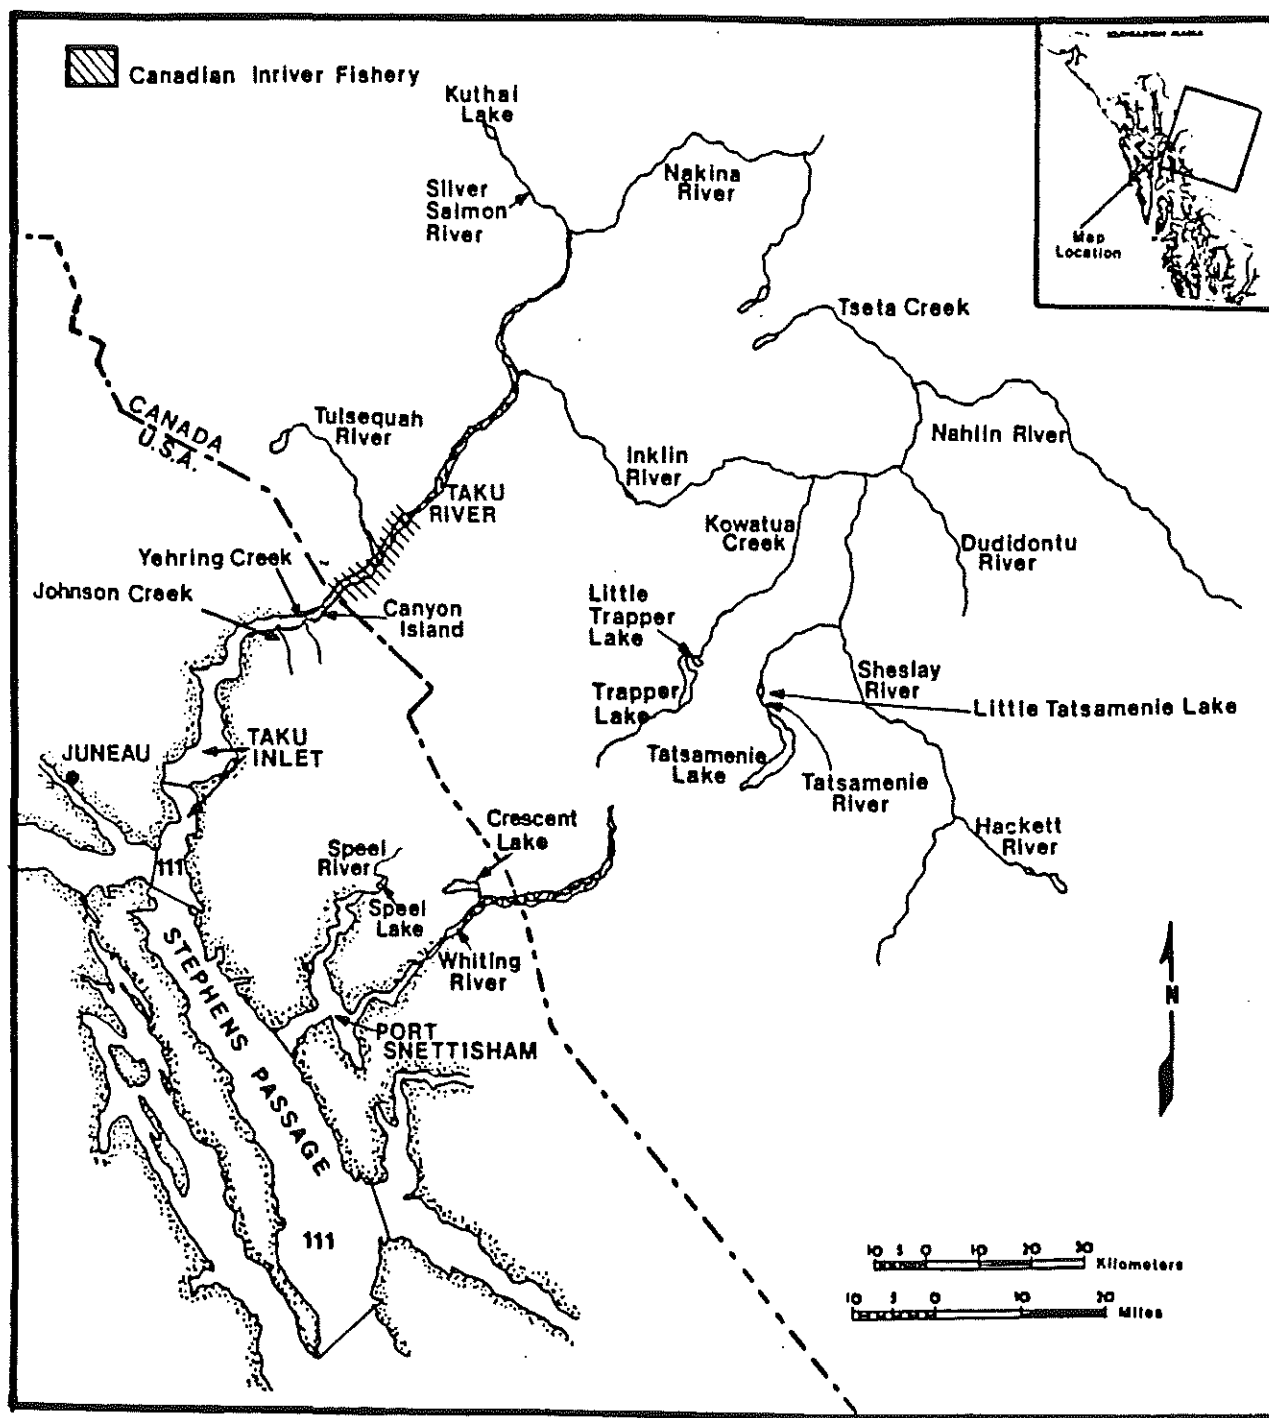 Canadian Inriver Fishery
SOUTHEASTERN ALASKA
Map
Location
Kuthai
Lake
Silver
Salmon
River
Nakina
River
Tseta Creek
CANADA
U.S.A.
Tulsequah
River
Inklin
River
Nahlin River
TAKU
RIVER
Kowatua
Creek
Dudidontu
River
Yehring Creek
Johnson Creek
Canyon
Island
Little
Trapper
Lake
Trapper
Lake
Sheslay
River
Little Tatsamenie Lake
Tatsamenie
Lake
Tatsamenie
River
JUNEAU
TAKU
INLET
111
Crescent
Lake
Speel
River
Speel
Lake
Hackett
River
Whiting
River
STEPHENS PASSAGE
PORT
SNETTISHAM
N
111
10 5 0 10 20 30
Kilometers
10 5 0 10 20
Miles